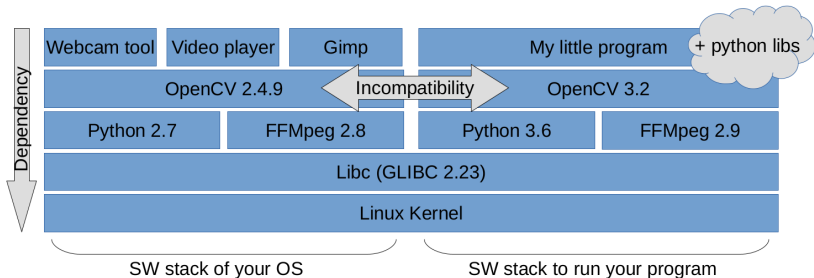 Webcam tool
Video player
Gimp
My little program
+ python libs
OpenCV 2.4.9
Incompatibility
OpenCV 3.2
Dependency
Python 2.7
FFMpeg 2.8
Python 3.6
FFMpeg 2.9
Libc (GLIBC 2.23)
Linux Kernel
SW stack of your OS
SW stack to run your program